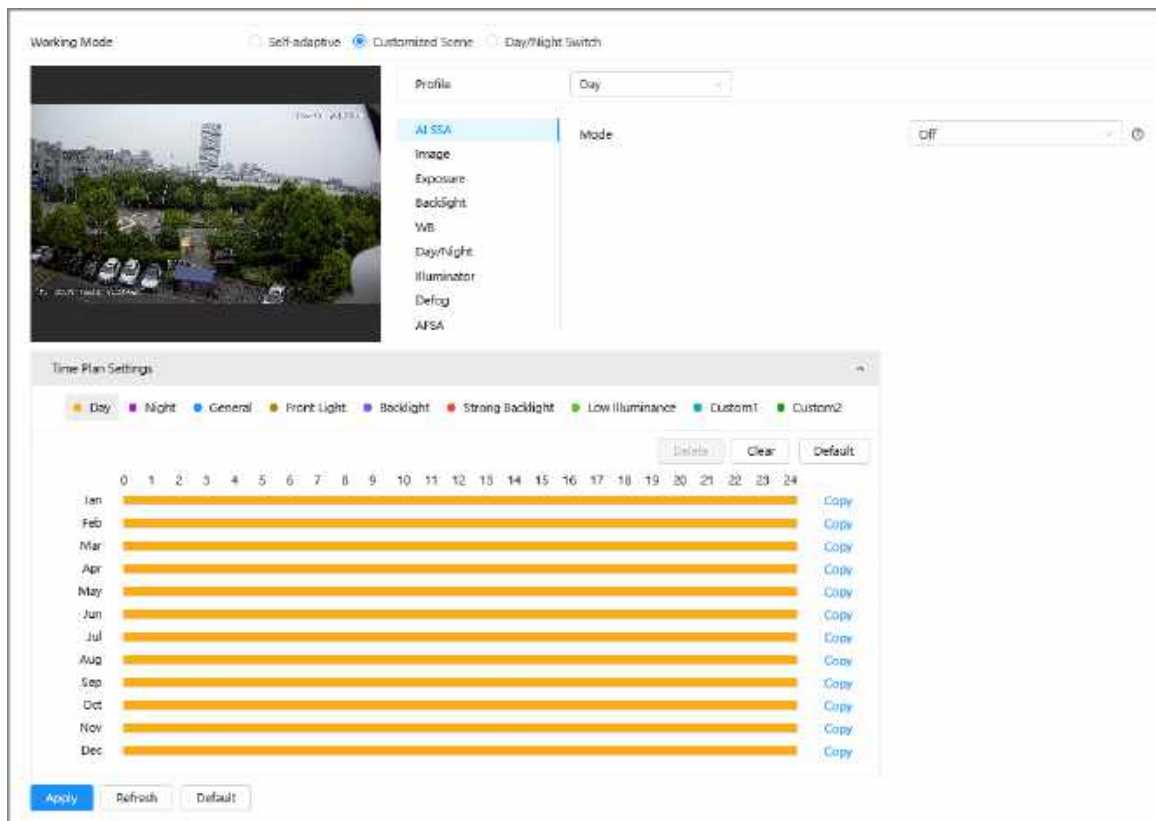 Working Mode Self-adaptive Customized Scene Day/Night Switch
Profile Day
AI SSA Mode Off
Image
Exposure
Backlight
WB
Day/Night
Illuminator
Defog
AFSA
Time Plan Settings
Day Night General Front Light Backlight Strong Backlight Low Illuminance Custom1 Custom2
Delete Clear Default
0 1 2 3 4 5 6 7 8 9 10 11 12 13 14 15 16 17 18 19 20 21 22 23 24
Jan Copy
Feb Copy
Mar Copy
Apr Copy
May Copy
Jun Copy
Jul Copy
Aug Copy
Sep Copy
Oct Copy
Nov Copy
Dec Copy
Apply Refresh Default